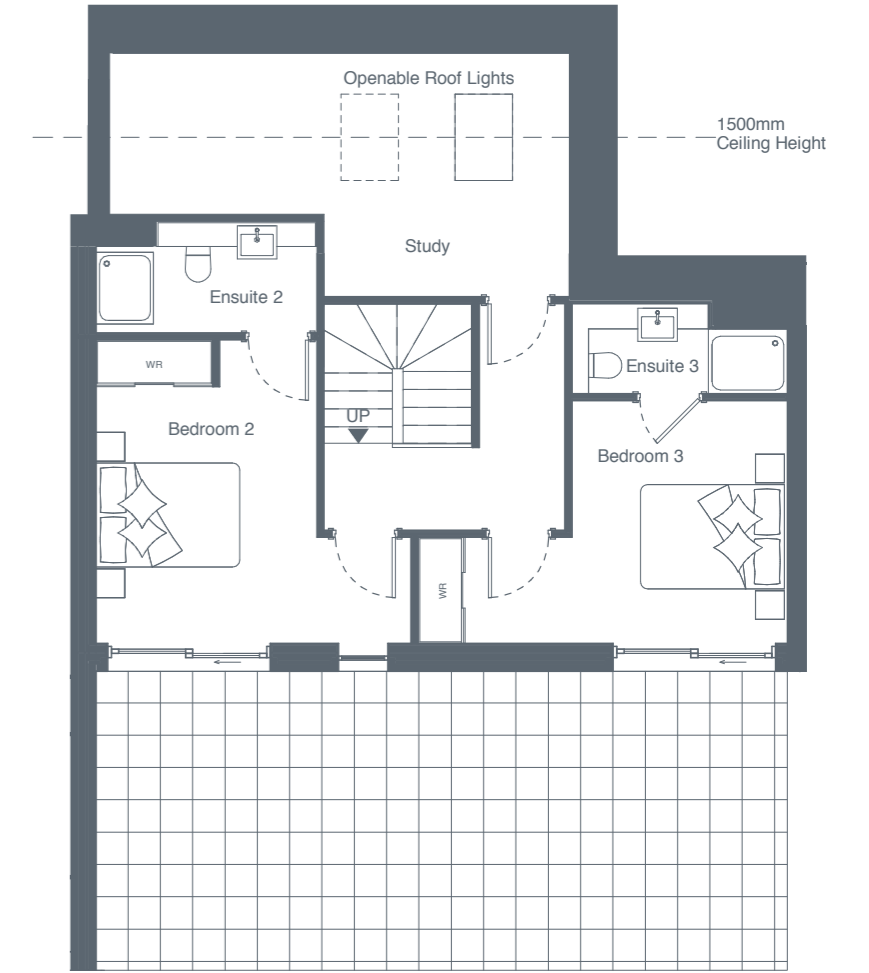 Openable Roof Lights
1500mm
Ceiling Height
Study
Ensuite 2
WR
Ensuite 3
UP
Bedroom 2
Bedroom 3
WR